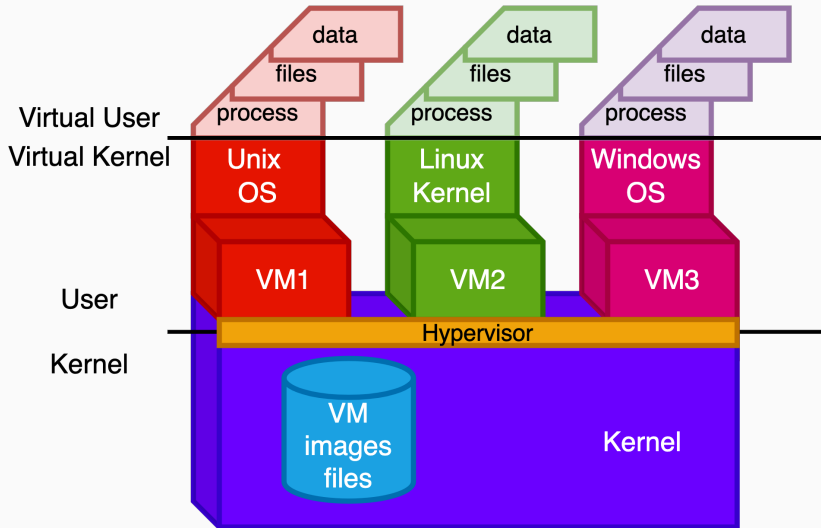 data
data
data
files
files
files
process
process
process
Virtual User
Virtual Kernel
Unix
OS
Linux
Kernel
Windows
OS
VM1
VM2
VM3
User
Hypervisor
Kernel
VM
images
files
Kernel